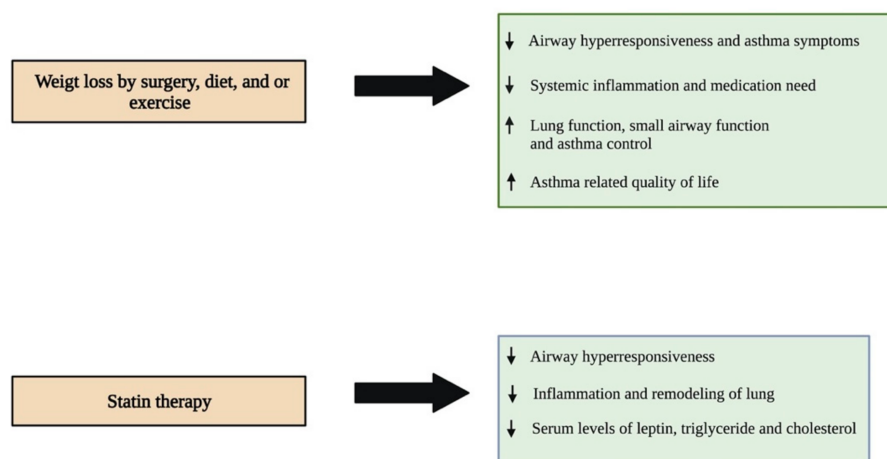 Weigt loss by surgery, diet, and or
exercise
↓ Airway hyperresponsiveness and asthma symptoms
↓ Systemic inflammation and medication need
↑ Lung function, small airway function
and asthma control
↑ Asthma related quality of life
Statin therapy
↓ Airway hyperresponsiveness
↓ Inflammation and remodeling of lung
↓ Serum levels of leptin, triglyceride and cholesterol